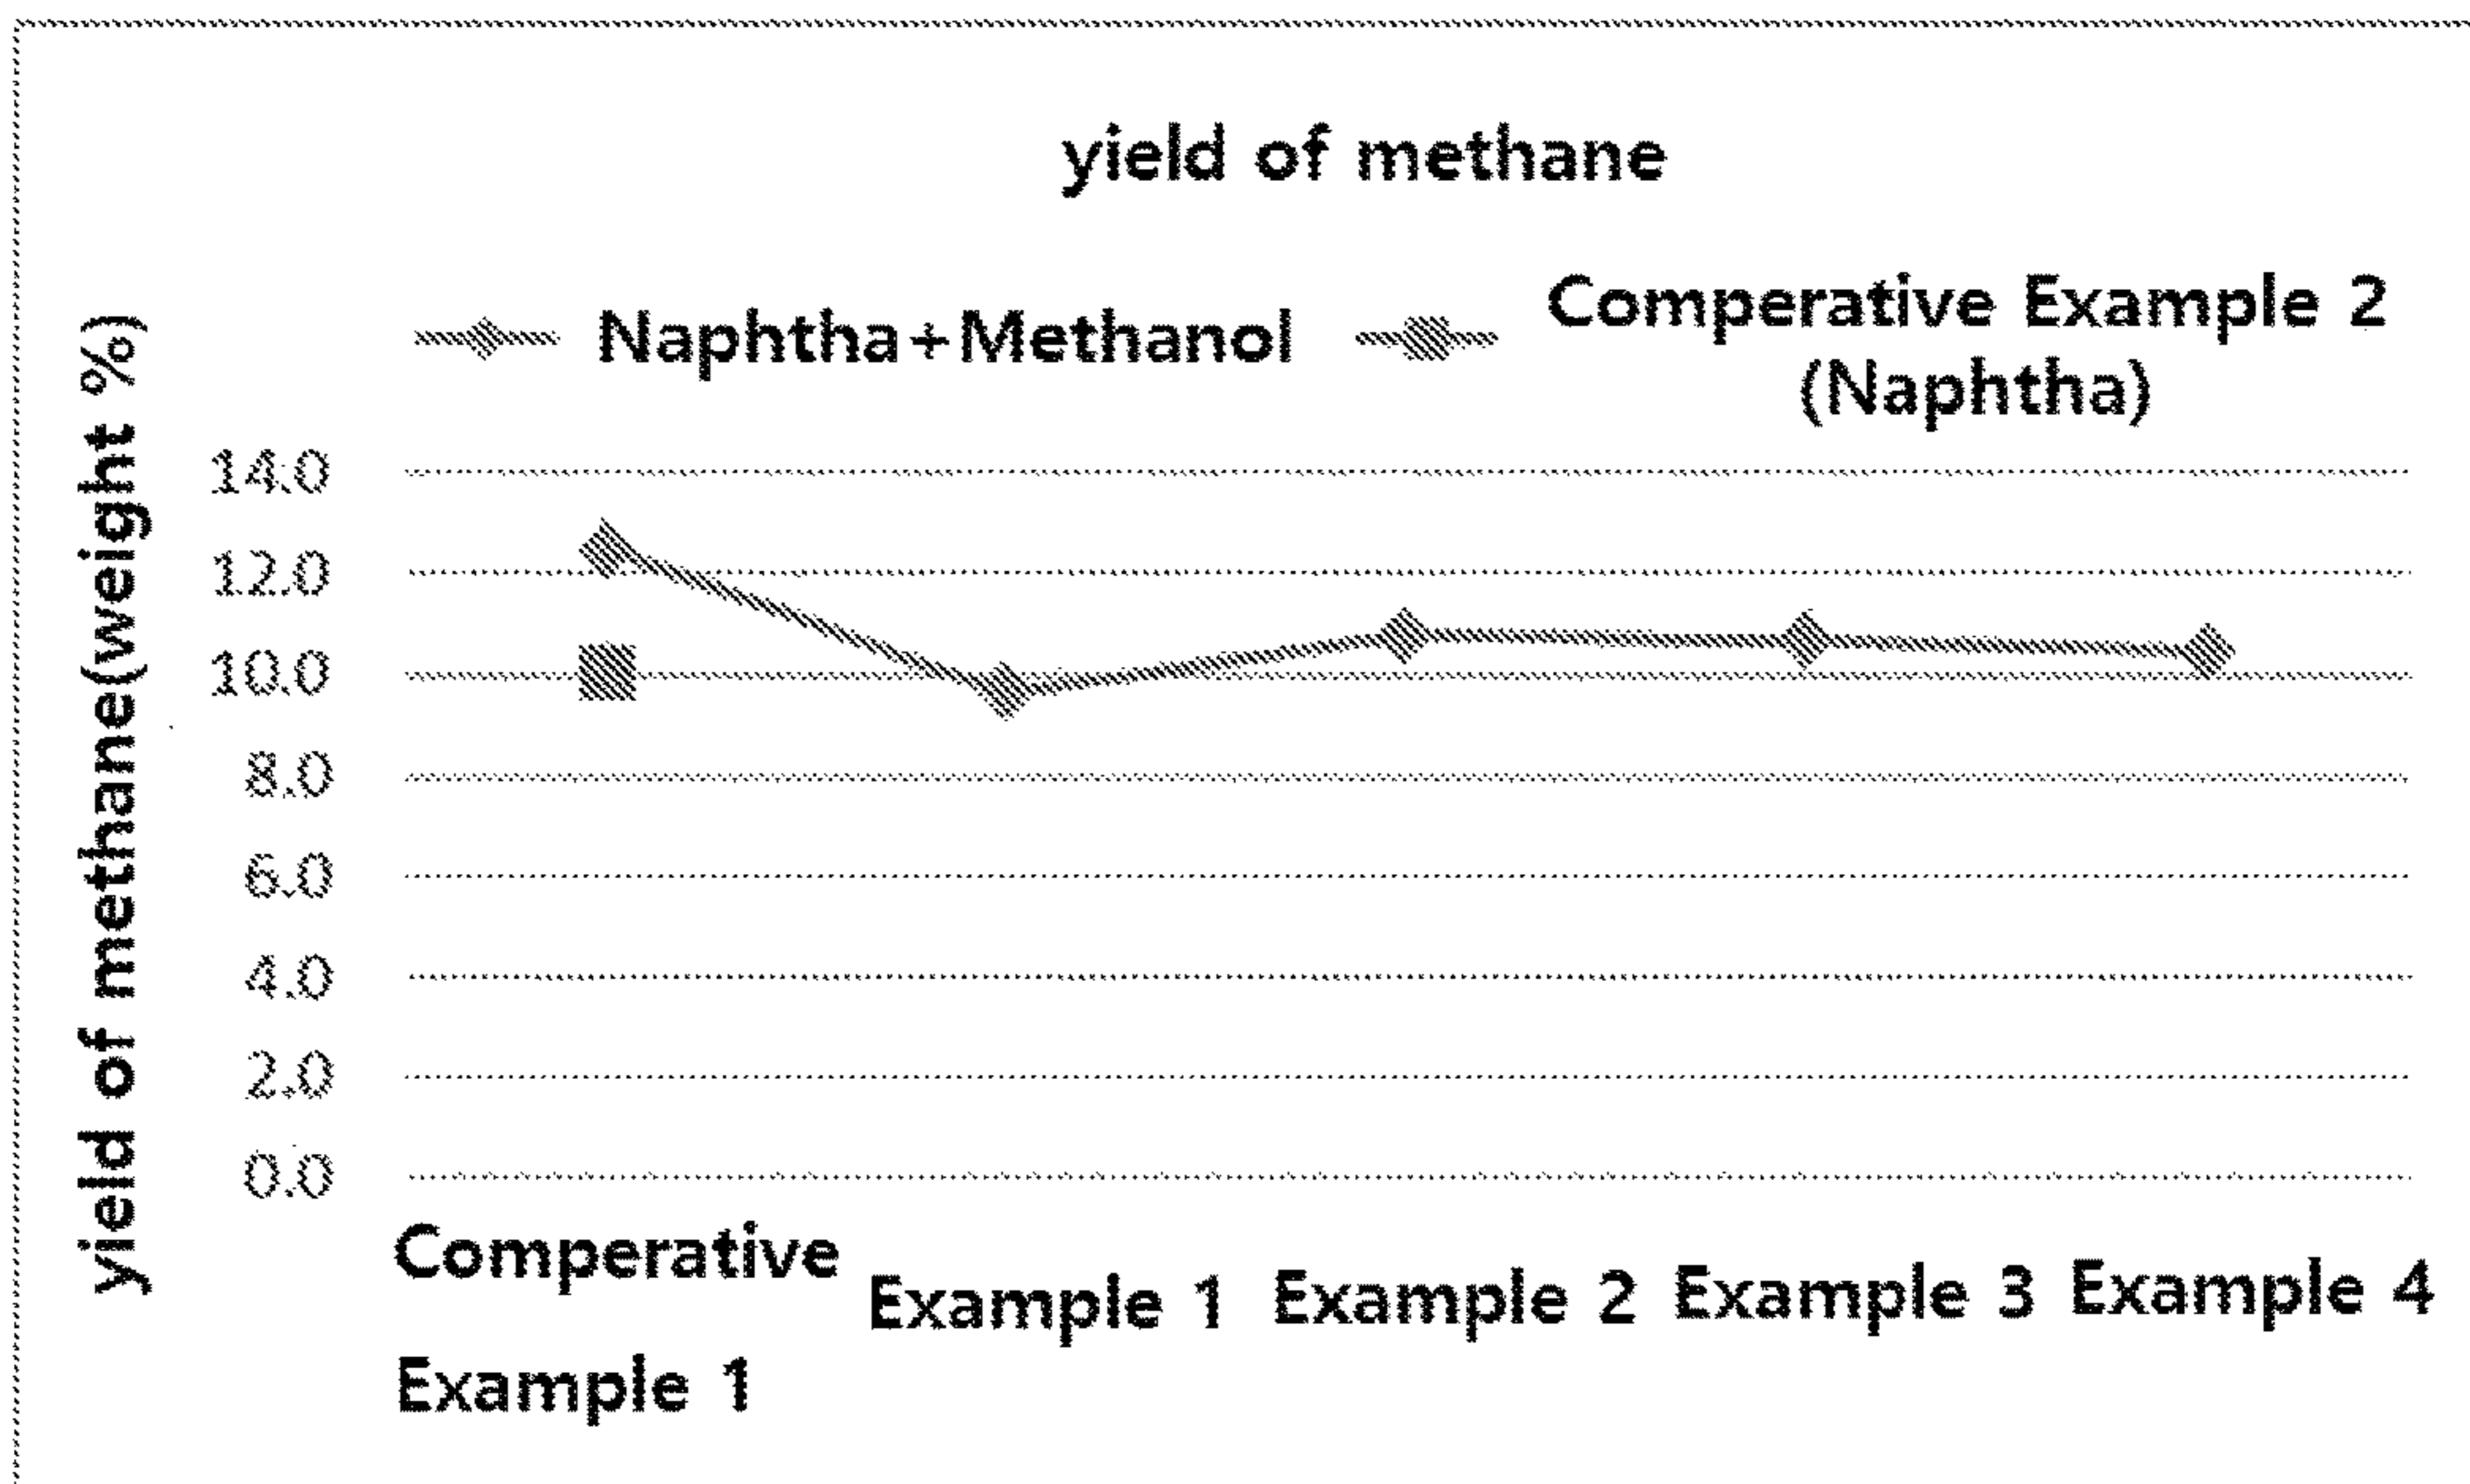 yield of methane
Naphtha+Methanol
Comperative Example 2
(Naphtha)
yield of methane(weight %)
14.0
12.0
10.0
8.0
6.0
4.0
2.0
0.0
Comperative
Example 1
Example 1
Example 2
Example 3
Example 4